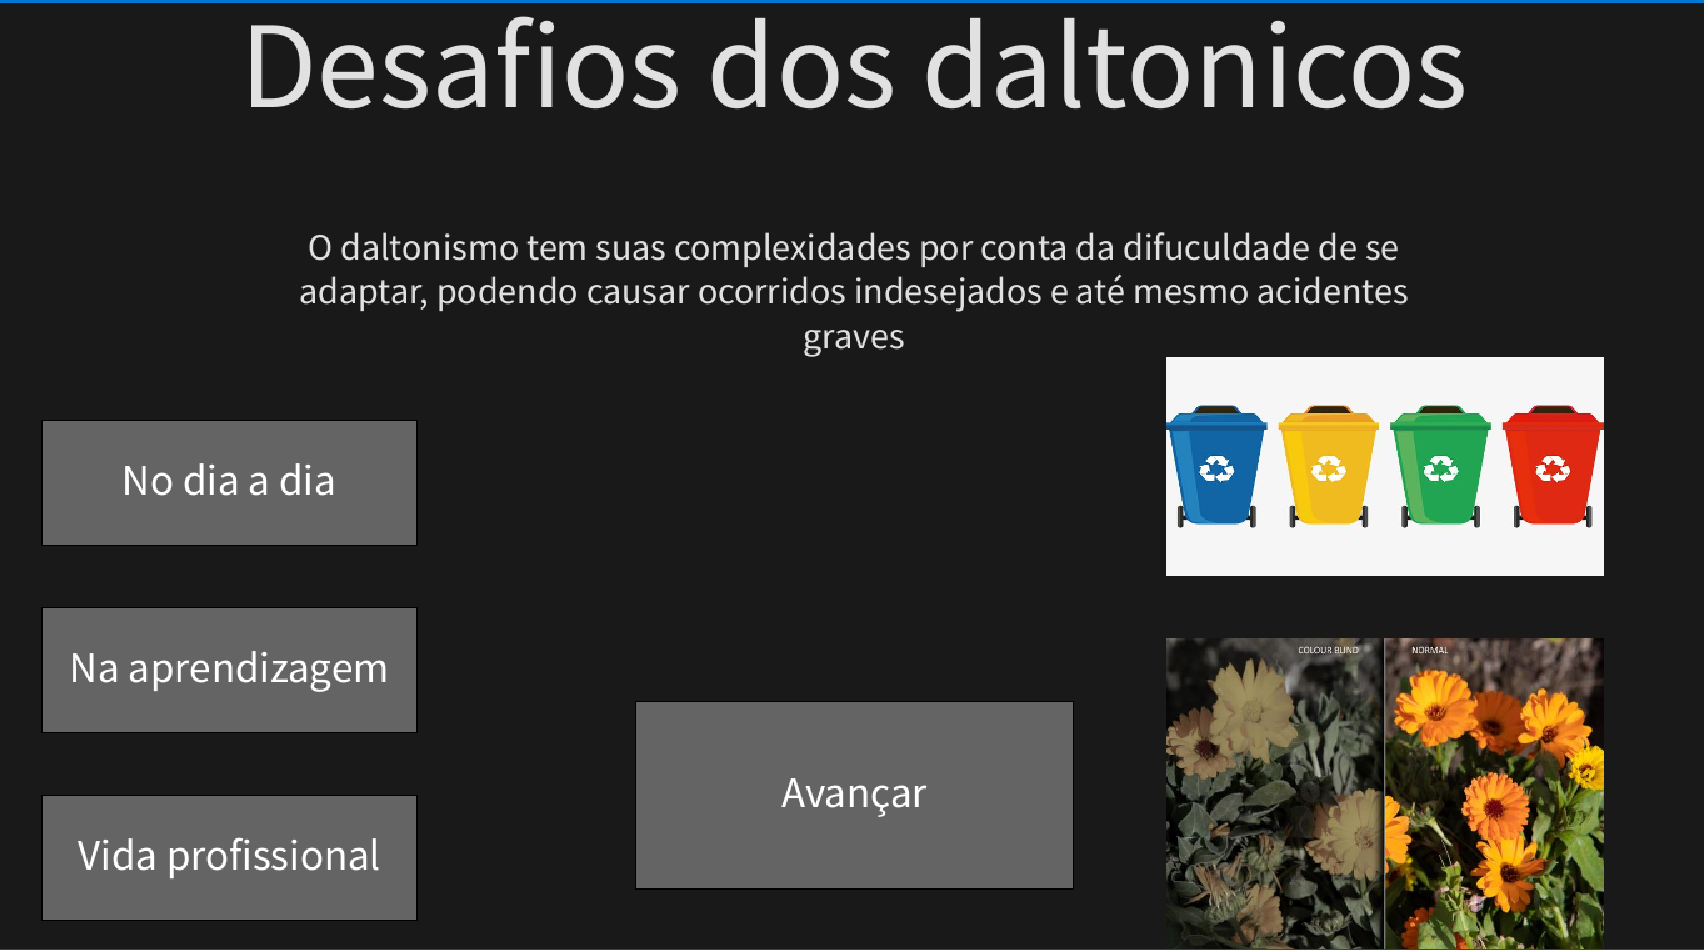 Desafios dos daltonicos
O daltonismo tem suas complexidades por conta da difuculdade de se
adaptar, podendo causar ocorridos indesejados e até mesmo acidentes
graves
No dia a dia
Na aprendizagem
Vida profissional
Avançar
COLOUR BLIND
NORMAL